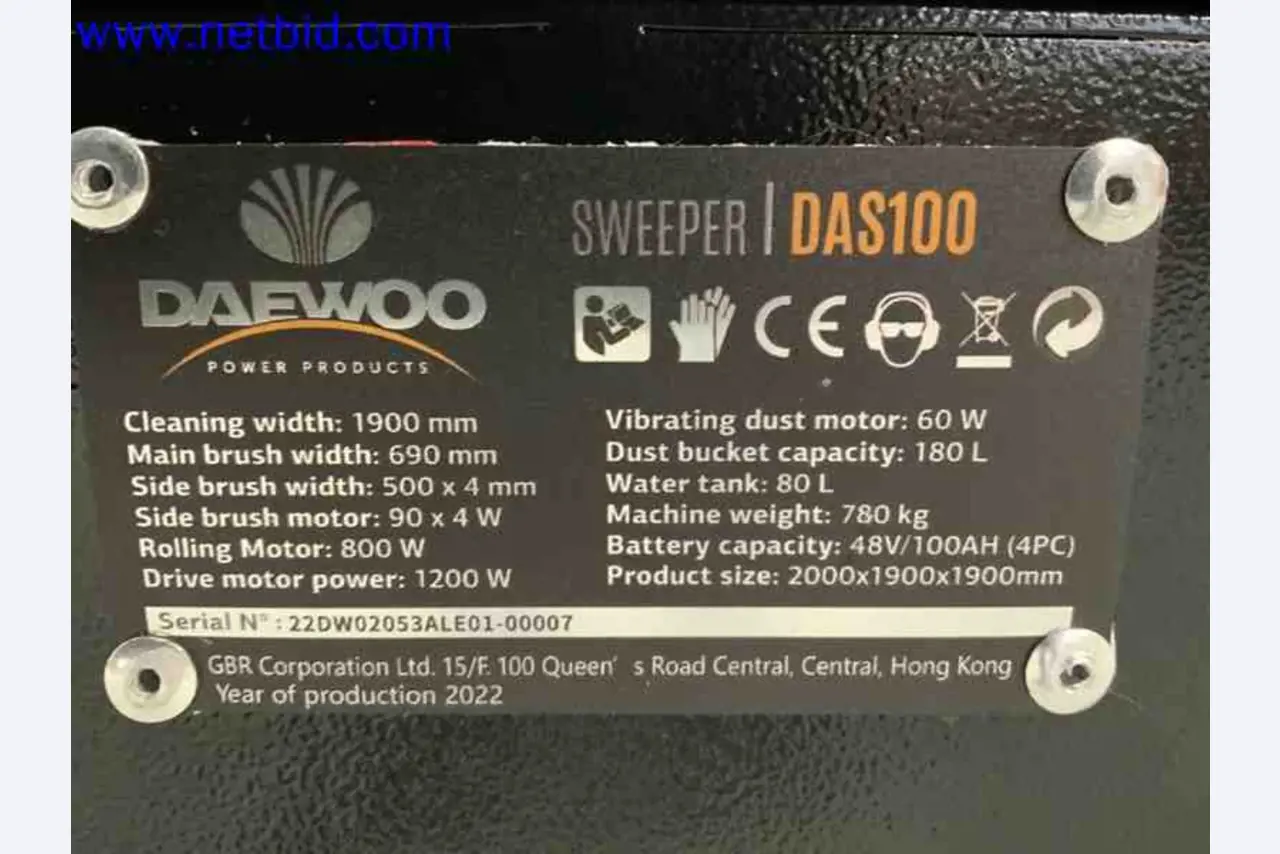 www.netbid.com
DAEWOO
POWER PRODUCTS
SWEEPER | DAS100
CE
Cleaning width: 1900 mm
Main brush width: 690 mm
Side brush width: 500 x 4 mm
Side brush motor: 90 x 4 W
Rolling Motor: 800 W
Drive motor power: 1200 W
Vibrating dust motor: 60 W
Dust bucket capacity: 180 L
Water tank: 80 L
Machine weight: 780 kg
Battery capacity: 48V/100AH (4PC)
Product size: 2000x1900x1900mm
Serial N° : 22DW02053ALE01-00007
GBR Corporation Ltd. 15/F. 100 Queen' s Road Central, Central, Hong Kong
Year of production 2022